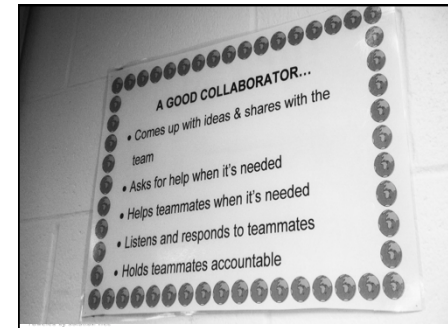 A GOOD COLLABORATOR...
• Comes up with ideas & shares with the
team
• Asks for help when it's needed
• Helps teammates when it's needed
• Listens and responds to teammates
• Holds teammates accountable